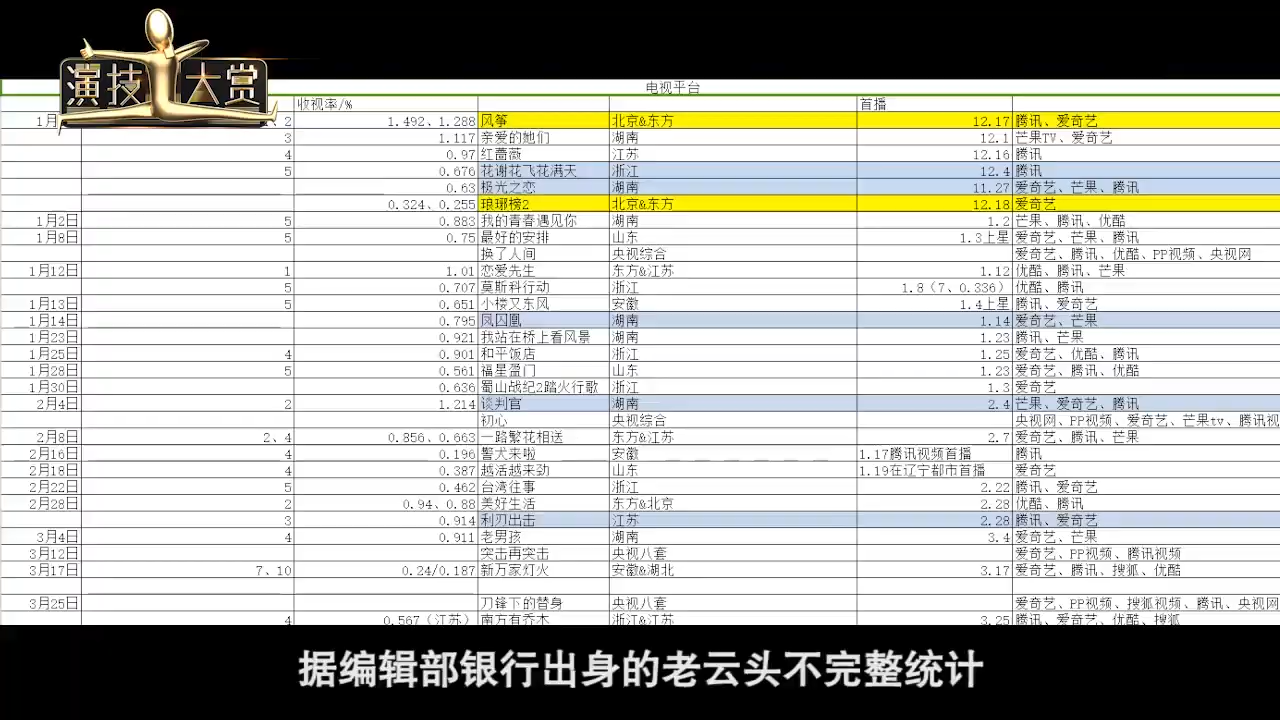 演技大赏
电视平台
收视率/% 首播
1月 、2 1.492、1.288 风筝 北京&东方 12.17 腾讯、爱奇艺
3 1.117 亲爱的她们 湖南 12.1 芒果TV、爱奇艺
4 0.97 红蔷薇 江苏 12.16 腾讯
5 0.676 花谢花飞花满天 浙江 12.4 腾讯
0.63 极光之恋 湖南 11.27 爱奇艺、芒果、腾讯
0.324、0.255 琅琊榜2 北京&东方 12.18 爱奇艺
1月2日 5 0.883 我的青春遇见你 湖南 1.2 芒果、腾讯、优酷
1月8日 5 0.75 最好的安排 山东 1.3上星 爱奇艺、芒果、腾讯
换了人间 央视综合 爱奇艺、腾讯、优酷、PP视频、央视网
1月12日 1 1.01 恋爱先生 东方&江苏 1.12 优酷、腾讯、芒果
5 0.707 莫斯科行动 浙江 1.8（7、0.336） 优酷、腾讯
1月13日 5 0.651 小楼又东风 安徽 1.4上星 腾讯、爱奇艺
1月14日 0.795 凤囚凰 湖南 1.14 爱奇艺、芒果
1月23日 0.921 我站在桥上看风景 湖南 1.23 腾讯、芒果
1月25日 4 0.901 和平饭店 浙江 1.25 爱奇艺、优酷、腾讯
1月28日 5 0.561 福星盈门 山东 1.23 爱奇艺、腾讯、优酷
1月30日 0.636 蜀山战纪2踏火行歌 浙江 1.3 爱奇艺
2月4日 2 1.214 谈判官 湖南 2.4 芒果、爱奇艺、腾讯
初心 央视综合 央视网、PP视频、爱奇艺、芒果tv、腾讯视
2月8日 2、4 0.856、0.663 一路繁花相送 东方&江苏 2.7 爱奇艺、腾讯、芒果
2月16日 4 0.196 警犬来啦 安徽 1.17腾讯视频首播 腾讯
2月18日 4 0.387 越活越来劲 山东 1.19在辽宁都市首播 爱奇艺
2月22日 5 0.462 台湾往事 浙江 2.22 腾讯、爱奇艺
2月28日 2 0.94、0.88 美好生活 东方&北京 2.28 优酷、腾讯
3 0.914 利刃出击 江苏 2.28 腾讯、爱奇艺
3月4日 4 0.911 老男孩 湖南 3.4 爱奇艺、芒果
3月12日 突击再突击 央视八套 爱奇艺、PP视频、腾讯视频
3月17日 7、10 0.24/0.187 新万家灯火 安徽&湖北 3.17 爱奇艺、腾讯、搜狐、优酷
3月25日 刀锋下的替身 央视八套 爱奇艺、PP视频、搜狐视频、腾讯、央视网
4 0.567（江苏） 南方有乔木 浙江&江苏 3.25 腾讯、爱奇艺、优酷、搜狐
据编辑部银行出身的老云头不完整统计